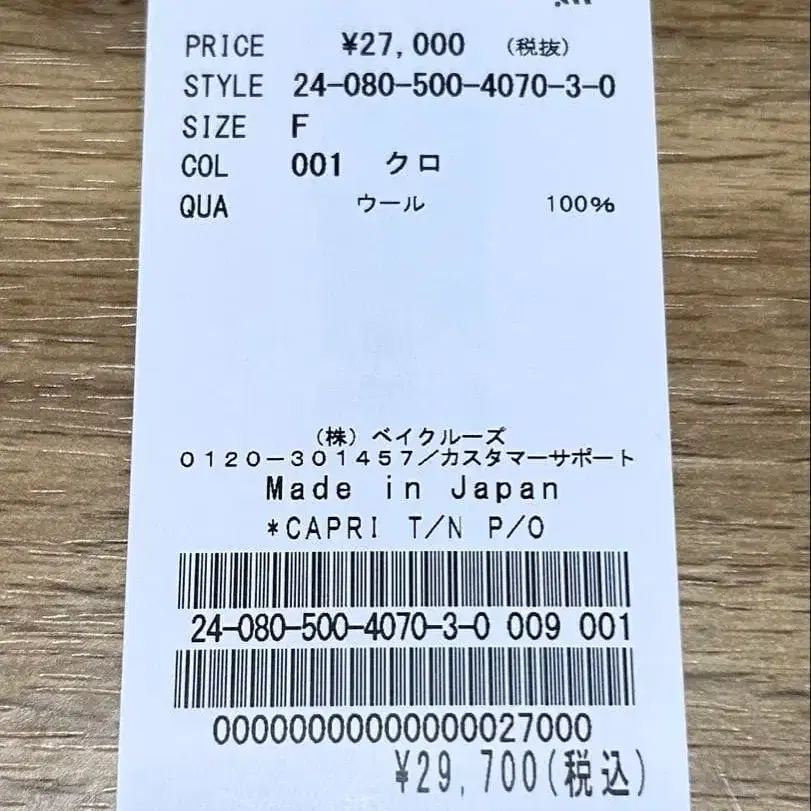 PRICE ¥27,000 (税抜)
STYLE 24-080-500-4070-3-0
SIZE F
COL 001 クロ
QUA ウール 100%
(株)ベイクルーズ
0120-301457/カスタマーサポート
Made in Japan
*CAPRI T/N P/O
24-080-500-4070-3-0 009 001
00000000000000027000
¥29,700(税込)